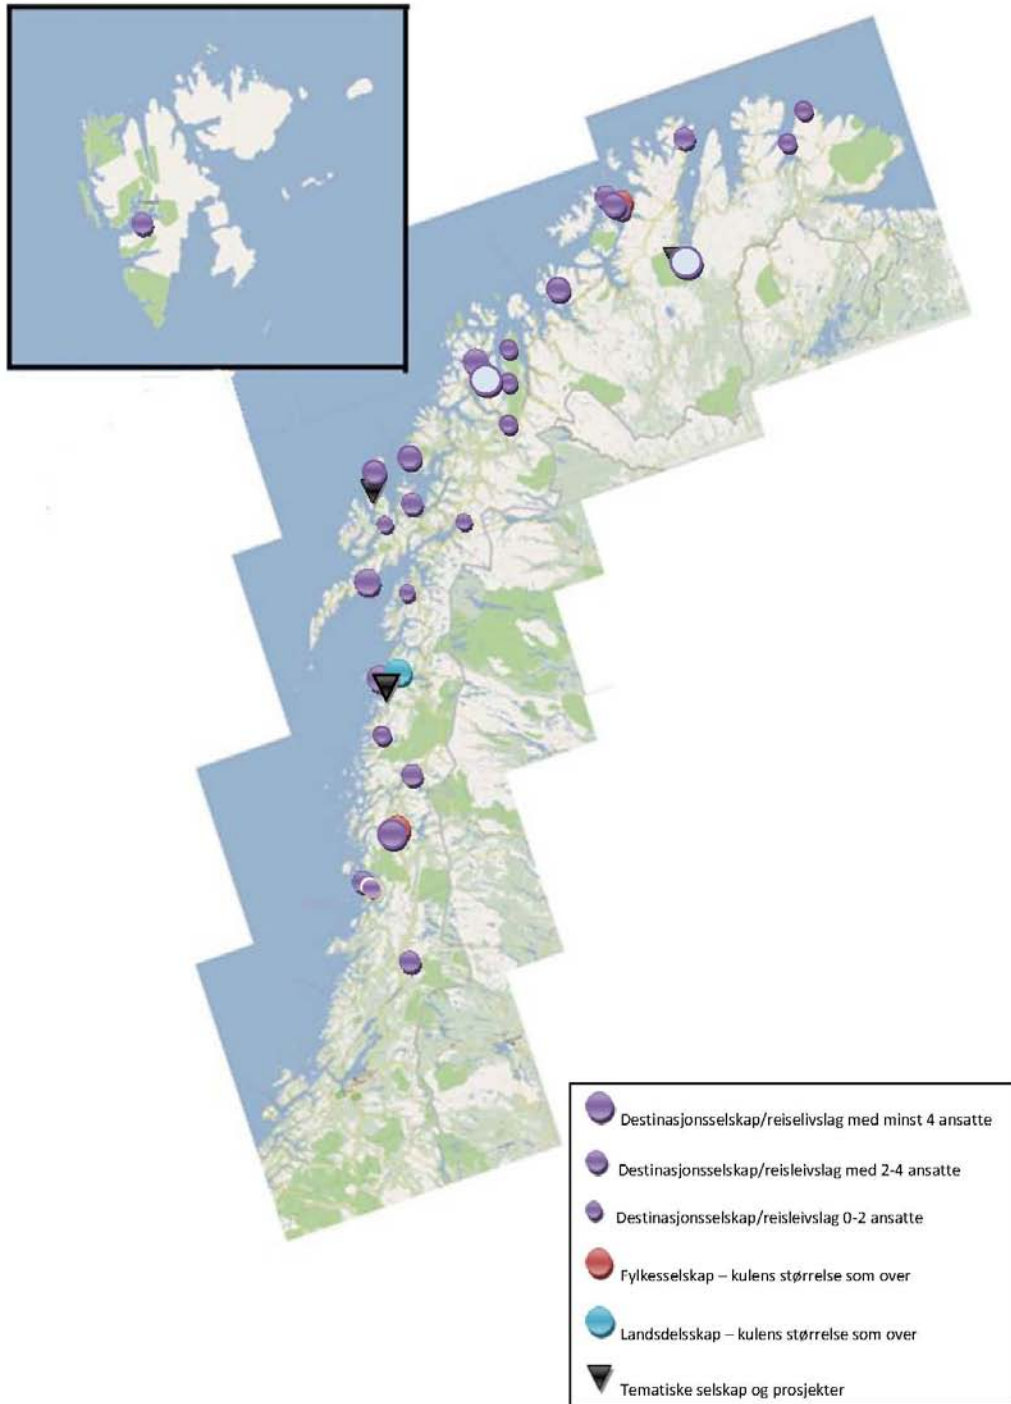 Destinasjonsselskap/reiselivslag med minst 4 ansatte
Destinasjonsselskap/reisleivslag med 2-4 ansatte
Destinasjonsselskap/reisleivslag 0-2 ansatte
Fylkesselskap – kulens størrelse som over
Landsdelsskap – kulens størrelse som over
Tematiske selskap og prosjekter